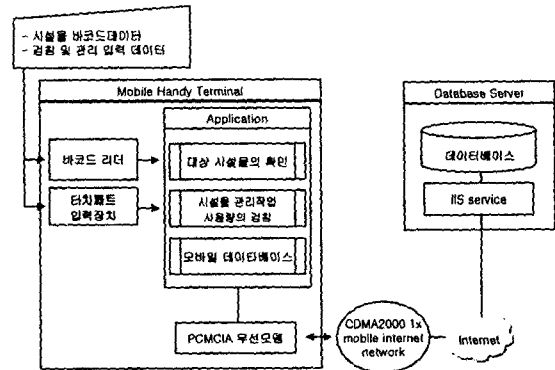 - 시설물 바코드데이터
- 검침 및 관리 입력 데이터
Mobile Handy Terminal
Application
바코드 리더
대상 시설물의 확인
터치패드
입력장치
시설물 관리작업
사용량의 검침
모바일 데이타베이스
PCMCIA 무선모뎀
CDMA2000 1x
mobile internet
network
Internet
Database Server
데이터베이스
IIS service